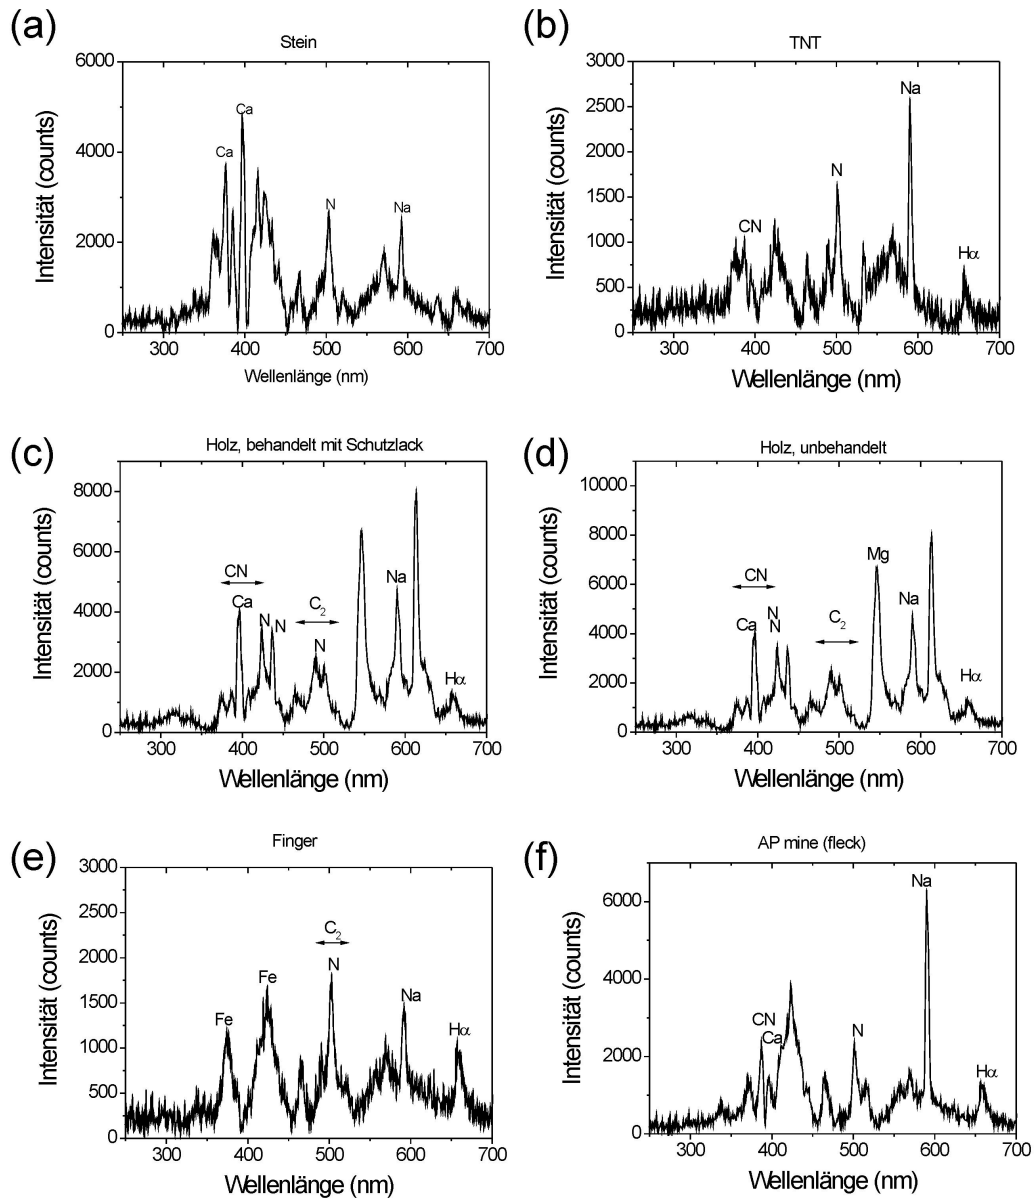 (a)
Stein
6000
4000
2000
0
Intensität (counts)
Ca
Ca
N
Na
300 400 500 600 700
Wellenlänge (nm)
(b)
TNT
3000
2500
2000
1500
1000
500
0
Intensität (counts)
CN
N
Na
Hα
300 400 500 600 700
Wellenlänge (nm)
(c)
Holz, behandelt mit Schutzlack
8000
6000
4000
2000
0
Intensität (counts)
CN
Ca
N
N
C2
N
Na
Hα
300 400 500 600 700
Wellenlänge (nm)
(d)
Holz, unbehandelt
10000
8000
6000
4000
2000
0
Intensität (counts)
CN
Ca
N
N
C2
Mg
Na
Hα
300 400 500 600 700
Wellenlänge (nm)
(e)
Finger
3000
2500
2000
1500
1000
500
0
Intensität (counts)
Fe
Fe
C2
N
Na
Hα
300 400 500 600 700
Wellenlänge (nm)
(f)
AP mine (fleck)
6000
4000
2000
0
Intensität (counts)
CN
Ca
N
Na
Hα
300 400 500 600 700
Wellenlänge (nm)